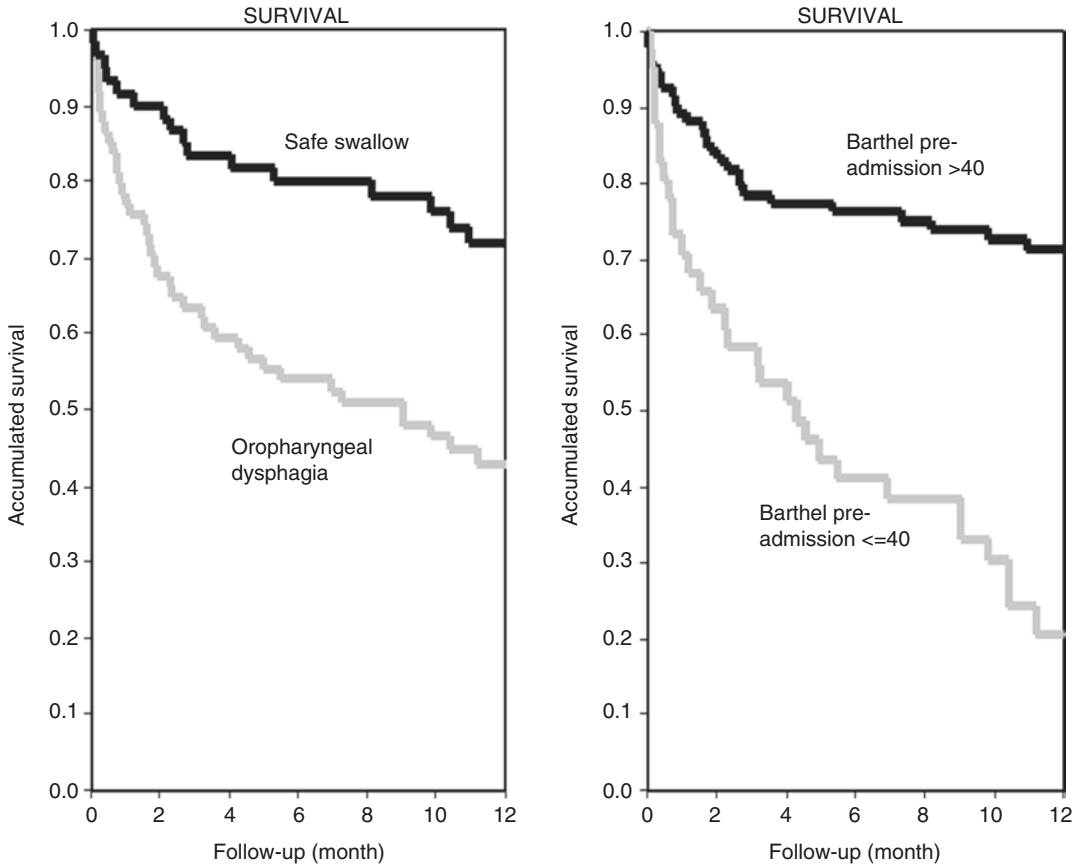 SURVIVAL
1.0
0.9
0.8
0.7
0.6
0.5
0.4
0.3
0.2
0.1
0.0
Accumulated survival
Safe swallow
Oropharyngeal
dysphagia
0 2 4 6 8 10 12
Follow-up (month)
SURVIVAL
1.0
0.9
0.8
0.7
0.6
0.5
0.4
0.3
0.2
0.1
0.0
Accumulated survival
Barthel pre-
admission >40
Barthel pre-
admission <=40
0 2 4 6 8 10 12
Follow-up (month)